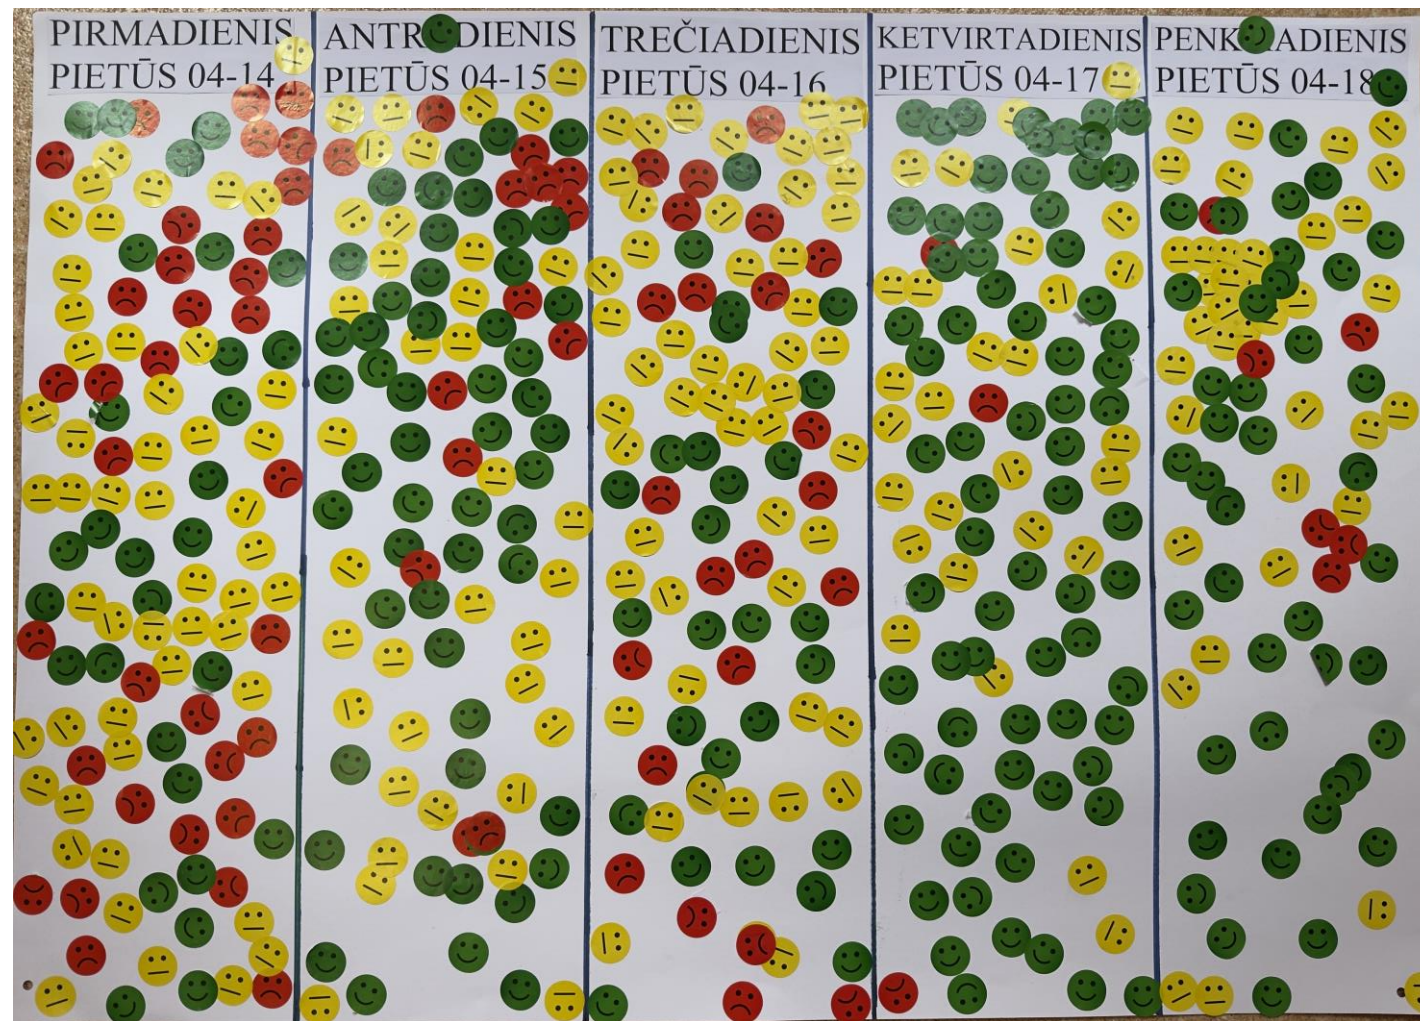 PIRMADIENIS
PIETŪS 04-14
ANTR DIENIS
PIETŪS 04-15
TREČIADIENIS
PIETŪS 04-16
KETVIRTADIENIS
PIETŪS 04-17
PENK ADIENIS
PIETŪS 04-18